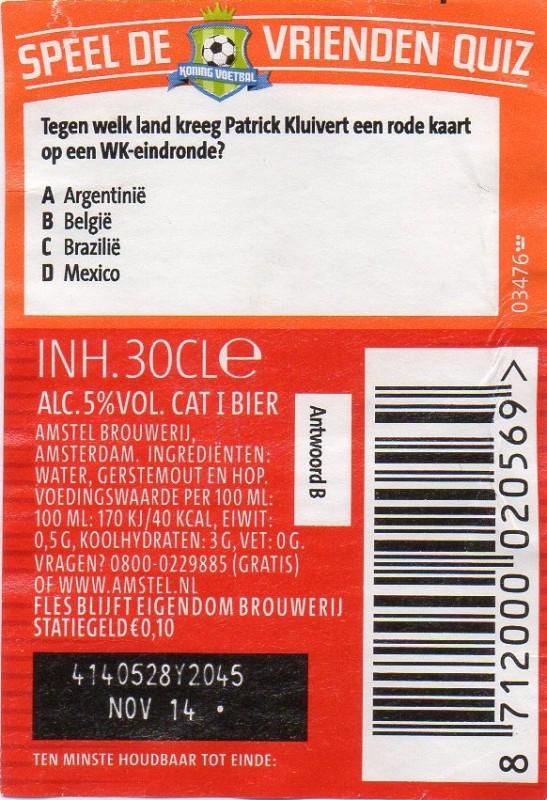 SPEEL DE VRIENDEN QUIZ
KONING VOETBAL
Tegen welk land kreeg Patrick Kluivert een rode kaart
op een WK-eindronde?
A Argentinië
B België
C Brazilië
D Mexico
03476
INH. 30CL℮
ALC. 5%VOL. CAT I BIER
AMSTEL BROUWERIJ,
AMSTERDAM. INGREDIËNTEN:
WATER, GERSTEMOUT EN HOP.
VOEDINGSWAARDE PER 100 ML:
100 ML: 170 KJ/40 KCAL, EIWIT:
0,5G, KOOLHYDRATEN: 3G, VET: 0G.
VRAGEN? 0800-0229885 (GRATIS)
OF WWW.AMSTEL.NL
FLES BLIJFT EIGENDOM BROUWERIJ
STATIEGELD €0,10
Antwoord B
4140528Y2045
NOV 14 •
TEN MINSTE HOUDBAAR TOT EINDE:
8 712000 020569 >